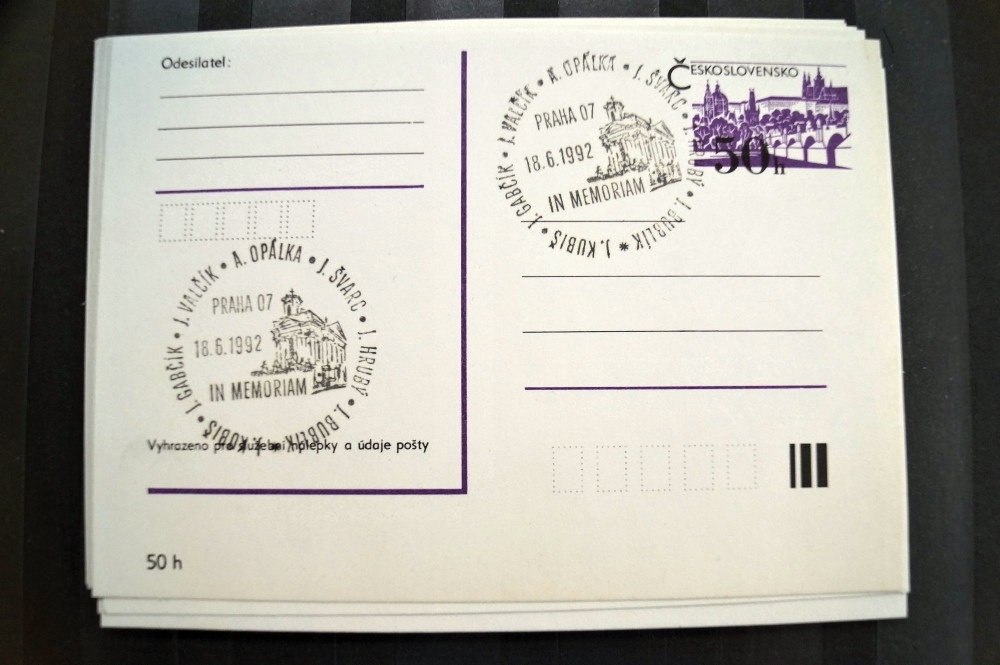 Odesílatel:
A. OPÁLKA • J. ŠVARC • J. HRUBÝ • J. BUBLÍK * J. KUBIŠ • J. GABČÍK • J. VALČÍK •
PRAHA 07
18.6.1992
IN MEMORIAM
ČESKOSLOVENSKO
50h
A. OPÁLKA • J. ŠVARC • J. HRUBÝ • J. BUBLÍK * J. KUBIŠ • J. GABČÍK • J. VALČÍK •
PRAHA 07
18.6.1992
IN MEMORIAM
Vyhrazeno pro služební nálepky a údaje pošty
50 h